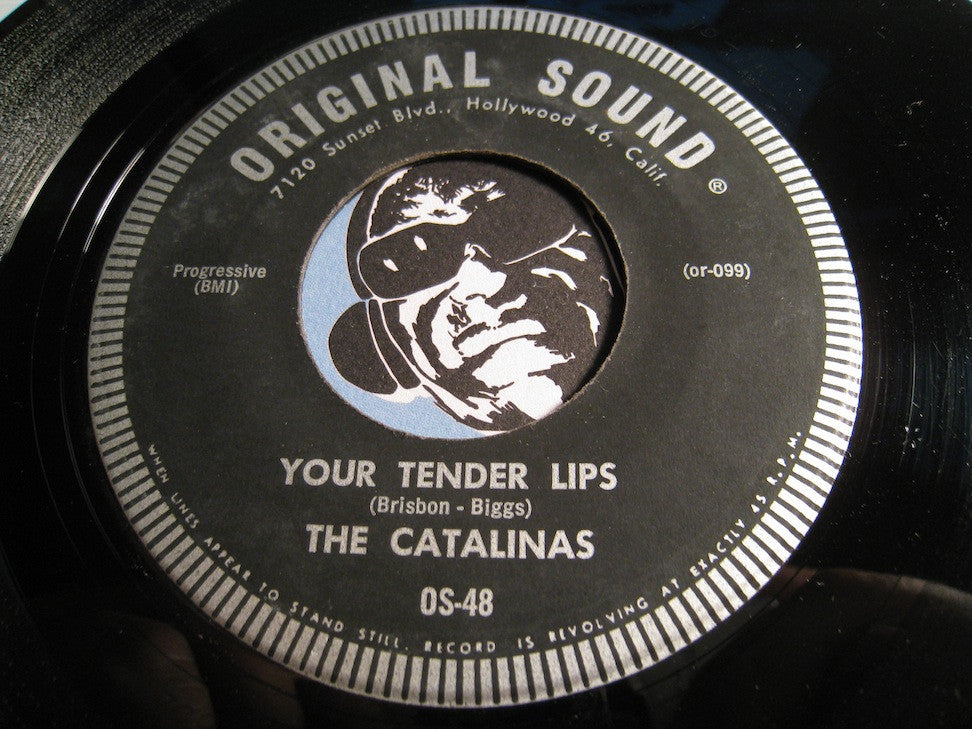 ORIGINAL SOUND ®
7120 Sunset Blvd., Hollywood 46, Calif.
Progressive
(BMI)
(or-099)
YOUR TENDER LIPS
(Brisbon - Biggs)
THE CATALINAS
OS-48
WHEN LINES APPEAR TO STAND STILL, RECORD IS REVOLVING AT EXACTLY 45 R.P.M.